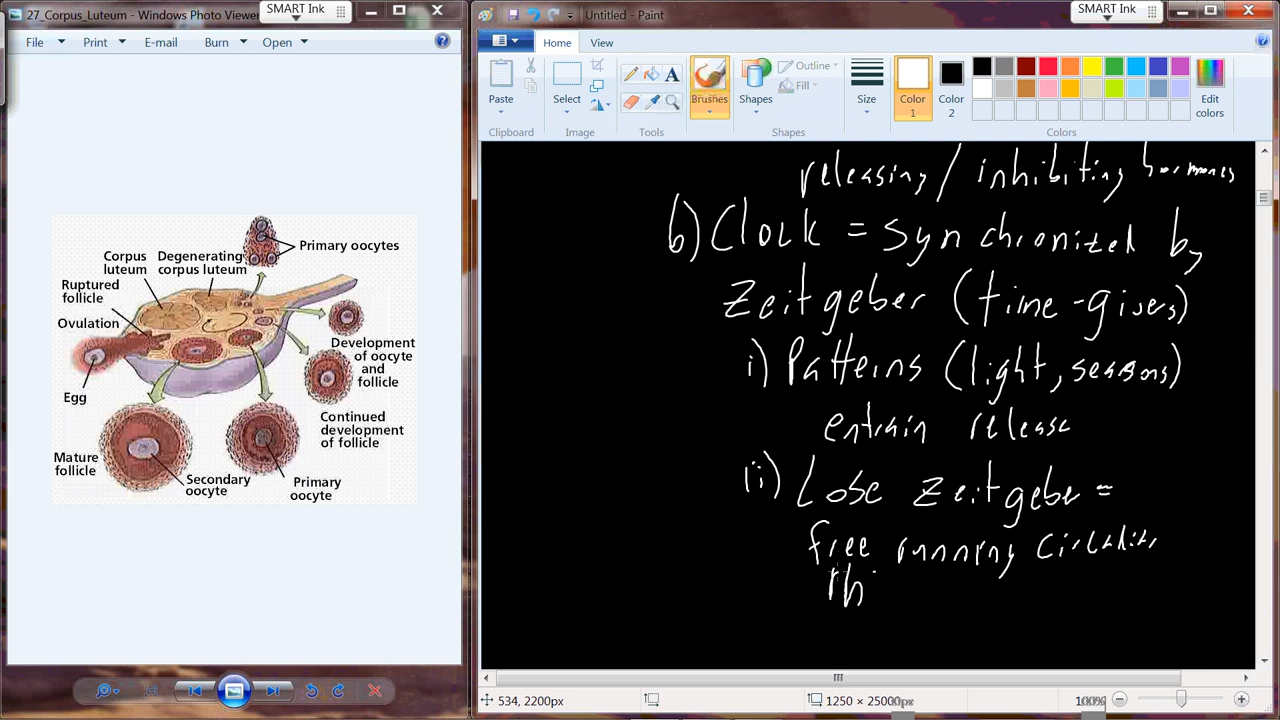 27_Corpus_Luteum - Windows Photo Viewer
SMART Ink
File Print E-mail Burn Open
Primary oocytes
Corpus luteum
Degenerating corpus luteum
Ruptured follicle
Ovulation
Egg
Development of oocyte and follicle
Continued development of follicle
Mature follicle
Secondary oocyte
Primary oocyte
Untitled - Paint
SMART Ink
Home View
Paste
Select
Brushes
Shapes
Outline
Fill
Size
Color 1
Color 2
Edit colors
Clipboard Image Tools Shapes Colors
releasing / inhibiting hormones
b) Clock = synchronized by
Zeitgeber (time-givers)
i) Patterns (light, seasons)
entrain release
ii) Lose zeitgeber =
free running circadian
rh
534, 2200px
1250 × 25000px
100%